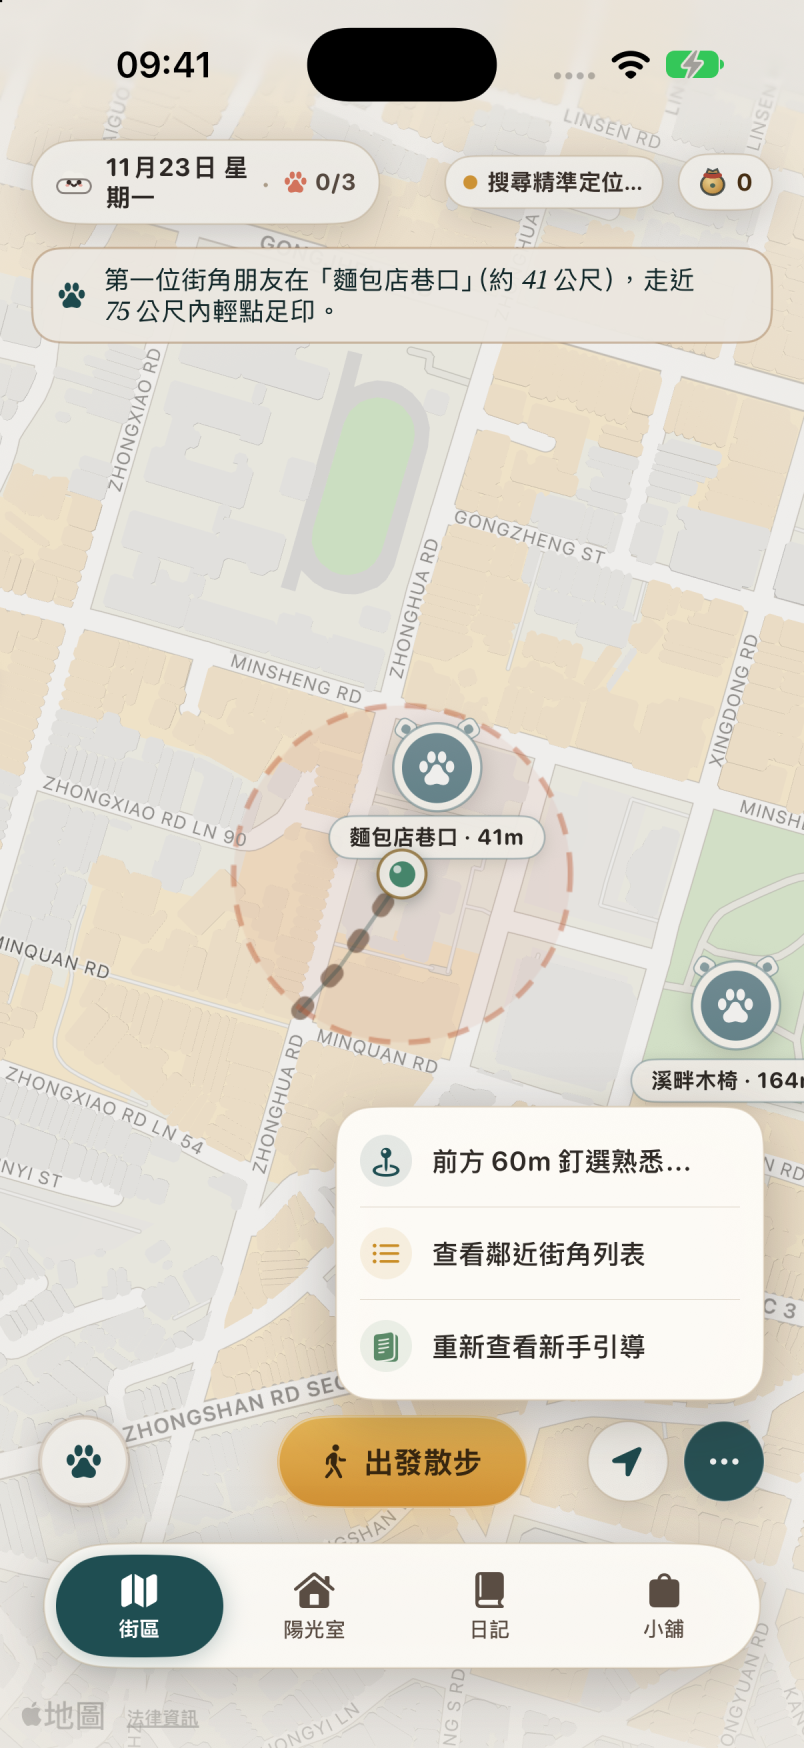 09:41
LINSEN RD
LINSEN
11月23日 星
期一
· 0/3
搜尋精準定位...
0
第一位街角朋友在「麵包店巷口」（約 41 公尺），走近
75 公尺內輕點足印。
ZHONGXIAO RD
GONGZHENG ST
ZHONGHUA RD
MINSHENG RD
XINGDONG RD
ZHONGXIAO RD LN 90
麵包店巷口 · 41m
MINQUAN RD
MINQUAN RD
溪畔木椅 · 164m
ZHONGXIAO RD LN 54
ZHONGHUA RD
前方 60m 釘選熟悉...
查看鄰近街角列表
重新查看新手引導
ZHONGSHAN RD SEC
C 3
出發散步
街區
陽光室
日記
小舖
地圖
法律資訊